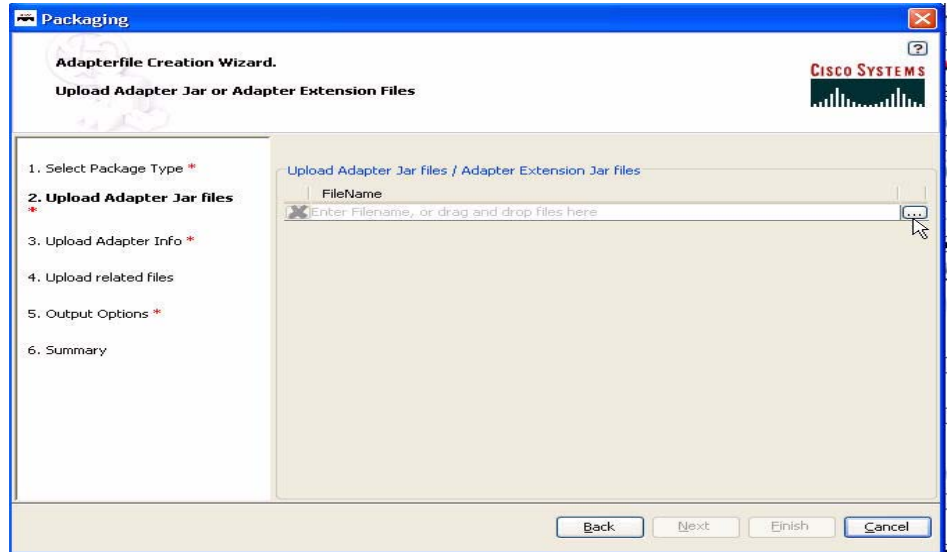 Packaging
Adapterfile Creation Wizard.
Upload Adapter Jar or Adapter Extension Files
?
CISCO SYSTEMS
1. Select Package Type *
2. Upload Adapter Jar files
*
3. Upload Adapter Info *
4. Upload related files
5. Output Options *
6. Summary
Upload Adapter Jar files / Adapter Extension Jar files
FileName
Enter Filename, or drag and drop files here
...
Back
Next
Finish
Cancel